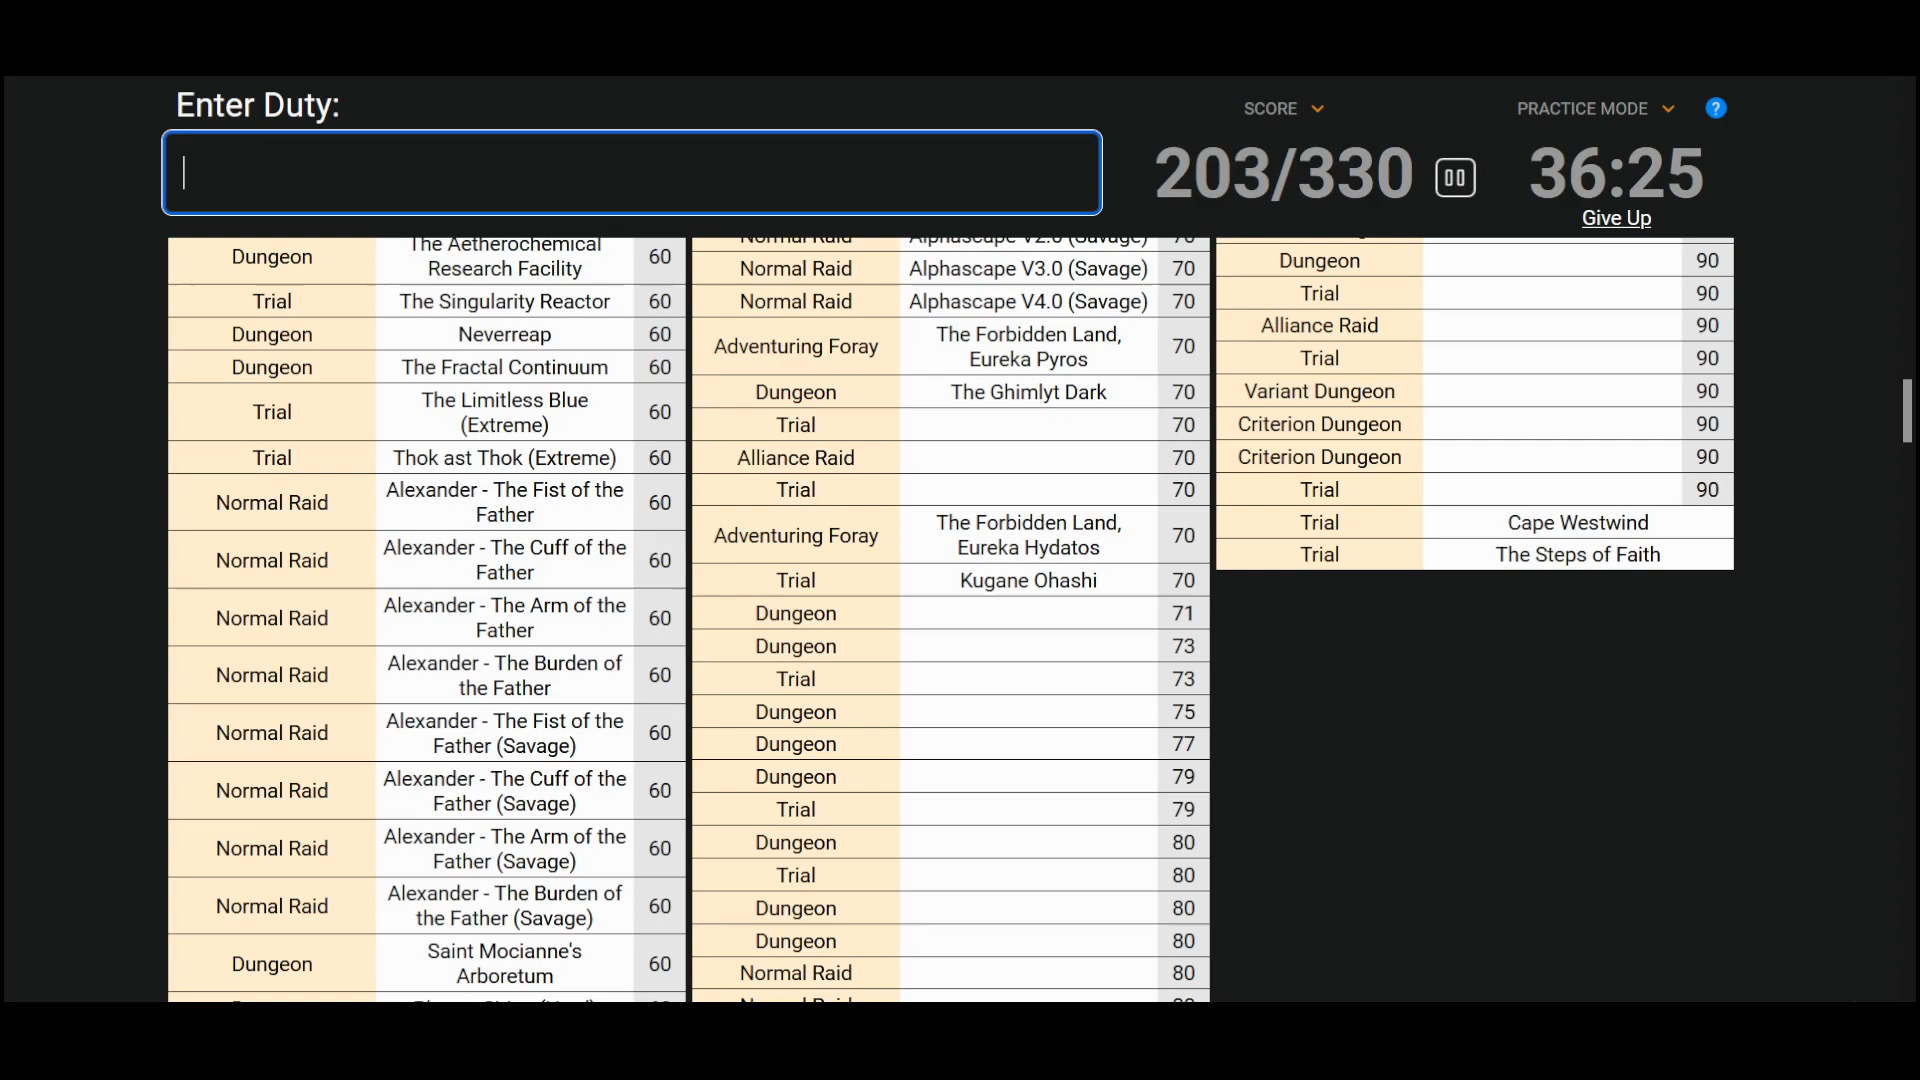 Enter Duty:
SCORE
PRACTICE MODE
?
203/330
36:25
Give Up
Dungeon
The Aetherochemical
Research Facility
60
Trial
The Singularity Reactor
60
Dungeon
Neverreap
60
Dungeon
The Fractal Continuum
60
Trial
The Limitless Blue
(Extreme)
60
Trial
Thok ast Thok (Extreme)
60
Normal Raid
Alexander - The Fist of the
Father
60
Normal Raid
Alexander - The Cuff of the
Father
60
Normal Raid
Alexander - The Arm of the
Father
60
Normal Raid
Alexander - The Burden of
the Father
60
Normal Raid
Alexander - The Fist of the
Father (Savage)
60
Normal Raid
Alexander - The Cuff of the
Father (Savage)
60
Normal Raid
Alexander - The Arm of the
Father (Savage)
60
Normal Raid
Alexander - The Burden of
the Father (Savage)
60
Dungeon
Saint Mocianne's
Arboretum
60
Normal Raid
Alphascape V2.0 (Savage)
70
Normal Raid
Alphascape V3.0 (Savage)
70
Normal Raid
Alphascape V4.0 (Savage)
70
Adventuring Foray
The Forbidden Land,
Eureka Pyros
70
Dungeon
The Ghimlyt Dark
70
Trial
70
Alliance Raid
70
Trial
70
Adventuring Foray
The Forbidden Land,
Eureka Hydatos
70
Trial
Kugane Ohashi
70
Dungeon
71
Dungeon
73
Trial
73
Dungeon
75
Dungeon
77
Dungeon
79
Trial
79
Dungeon
80
Trial
80
Dungeon
80
Dungeon
80
Normal Raid
80
Normal Raid
80
Dungeon
90
Trial
90
Alliance Raid
90
Trial
90
Variant Dungeon
90
Criterion Dungeon
90
Criterion Dungeon
90
Trial
90
Trial
Cape Westwind
Trial
The Steps of Faith